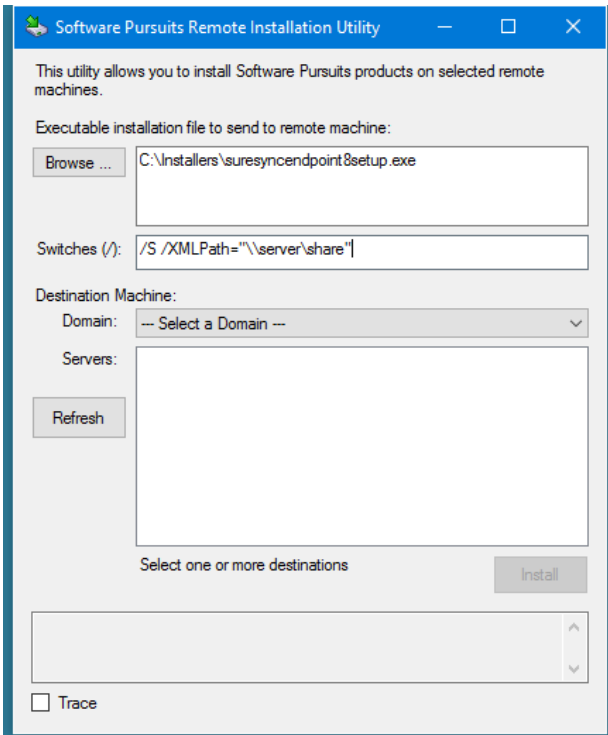 Software Pursuits Remote Installation Utility
This utility allows you to install Software Pursuits products on selected remote
machines.
Executable installation file to send to remote machine:
Browse ...
C:\Installers\suresyncendpoint8setup.exe
Switches (/):
/S /XMLPath="\\server\share"
Destination Machine:
Domain:
--- Select a Domain ---
Servers:
Refresh
Select one or more destinations
Install
Trace